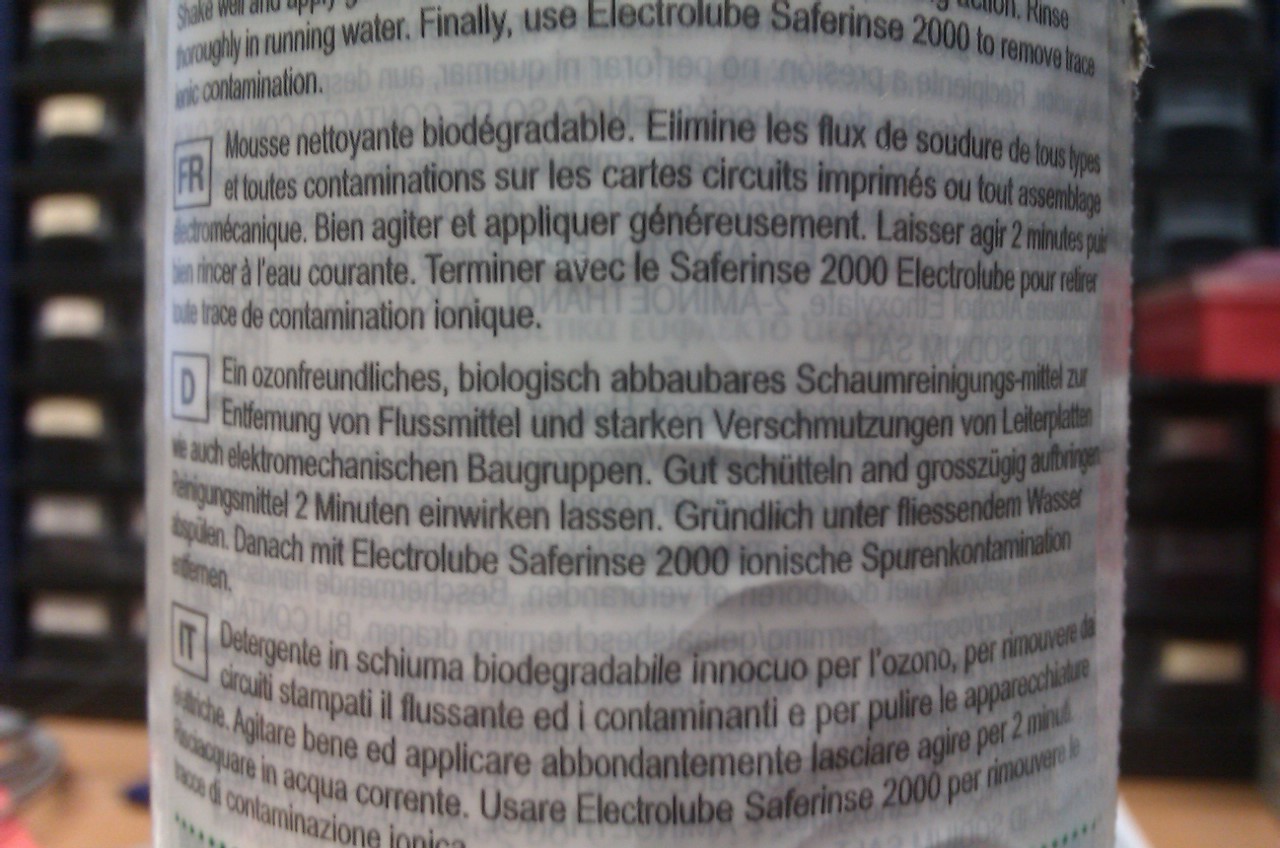 Shake well and apply action. Rinse
thoroughly in running water. Finally, use Electrolube Saferinse 2000 to remove trace
ionic contamination.
FR Mousse nettoyante biodégradable. Elimine les flux de soudure de tous types
et toutes contaminations sur les cartes circuits imprimés ou tout assemblage
électromécanique. Bien agiter et appliquer généreusement. Laisser agir 2 minutes puis
bien rincer à l'eau courante. Terminer avec le Saferinse 2000 Electrolube pour retirer
toute trace de contamination ionique.
D Ein ozonfreundliches, biologisch abbaubares Schaumreinigungs-mittel zur
Entfernung von Flussmittel und starken Verschmutzungen von Leiterplatten
wie auch elektromechanischen Baugruppen. Gut schütteln and grosszügig aufbringen
Reinigungsmittel 2 Minuten einwirken lassen. Gründlich unter fliessendem Wasser
abspülen. Danach mit Electrolube Saferinse 2000 ionische Spurenkontamination
entfernen.
IT Detergente in schiuma biodegradabile innocuo per l'ozono, per rimouvere dai
circuiti stampati il flussante ed i contaminanti e per pulire le apparecchiature
elettriche. Agitare bene ed applicare abbondantemente lasciare agire per 2 minuti.
Risciacquare in acqua corrente. Usare Electrolube Saferinse 2000 per rimouvere le
tracce di contaminazione ionica.